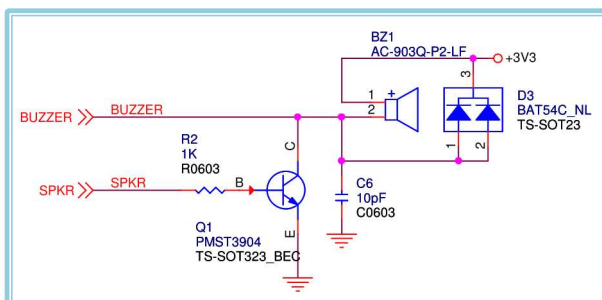 BZ1
AC-903Q-P2-LF
+3V3
3
D3
BAT54C_NL
TS-SOT23
1
+
2
BUZZER
BUZZER
1
2
R2
1K
R0603
C
SPKR
SPKR
B
C6
10pF
C0603
Q1
PMST3904
TS-SOT323_BEC
E